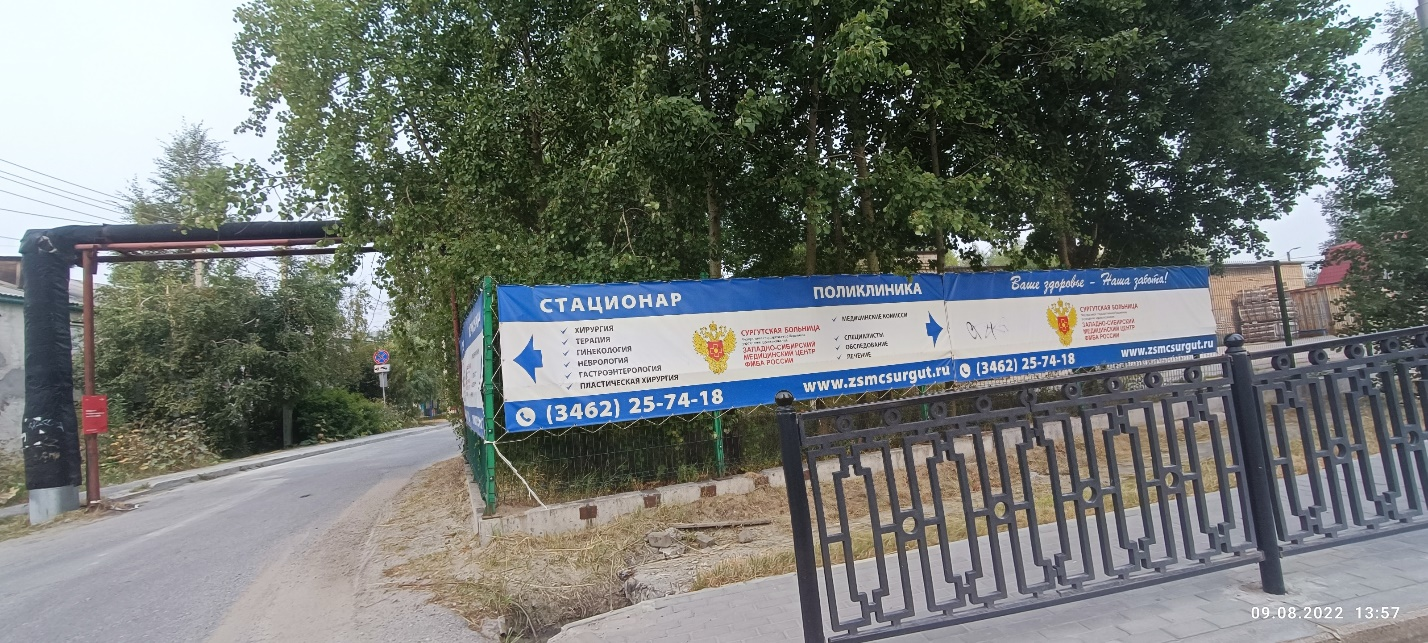 СТАЦИОНАР
ХИРУРГИЯ
ТЕРАПИЯ
ГИНЕКОЛОГИЯ
НЕВРОЛОГИЯ
ГАСТРОЭНТЕРОЛОГИЯ
ПЛАСТИЧЕСКАЯ ХИРУРГИЯ
(3462) 25-74-18
СУРГУТСКАЯ БОЛЬНИЦА
ЗАПАДНО-СИБИРСКИЙ
МЕДИЦИНСКИЙ ЦЕНТР
ФМБА РОССИИ
ПОЛИКЛИНИКА
МЕДИЦИНСКИЕ КОМИССИИ
СПЕЦИАЛИСТЫ
ОБСЛЕДОВАНИЕ
ЛЕЧЕНИЕ
www.zsmcsurgut.ru
Ваше здоровье - Наша забота!
СУРГУТСКАЯ БОЛЬНИЦА
ЗАПАДНО-СИБИРСКИЙ
МЕДИЦИНСКИЙ ЦЕНТР
ФМБА РОССИИ
(3462) 25-74-18
www.zsmcsurgut.ru
09.08.2022 13:57